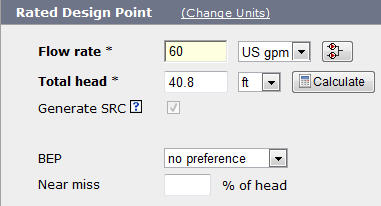 Rated Design Point (Change Units)
Flow rate * 60 US gpm
Total head * 40.8 ft Calculate
Generate SRC ?
BEP no preference
Near miss % of head